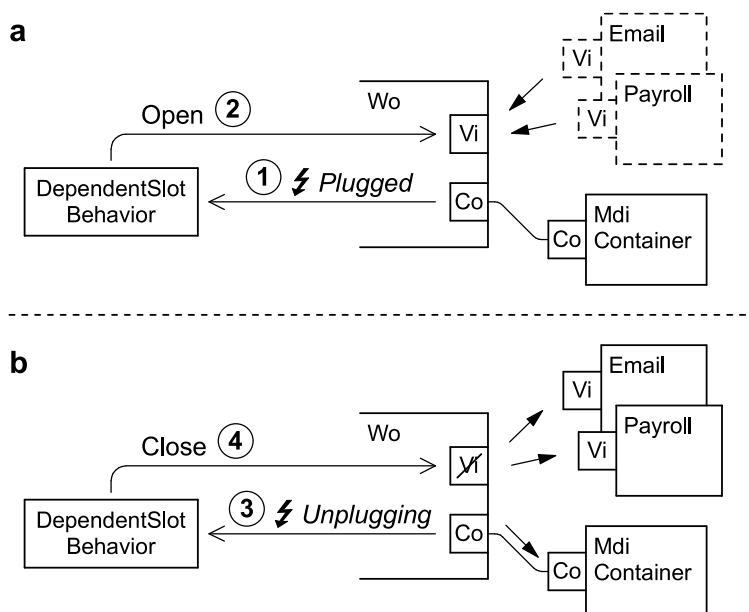 a
Email
Vi
Payroll
Vi
Wo
Open 2
Vi
1 Plugged
DependentSlot
Behavior
Co
Mdi
Container
Co
b
Email
Vi
Payroll
Vi
Wo
Close 4
Vi
3 Unplugging
DependentSlot
Behavior
Co
Mdi
Container
Co